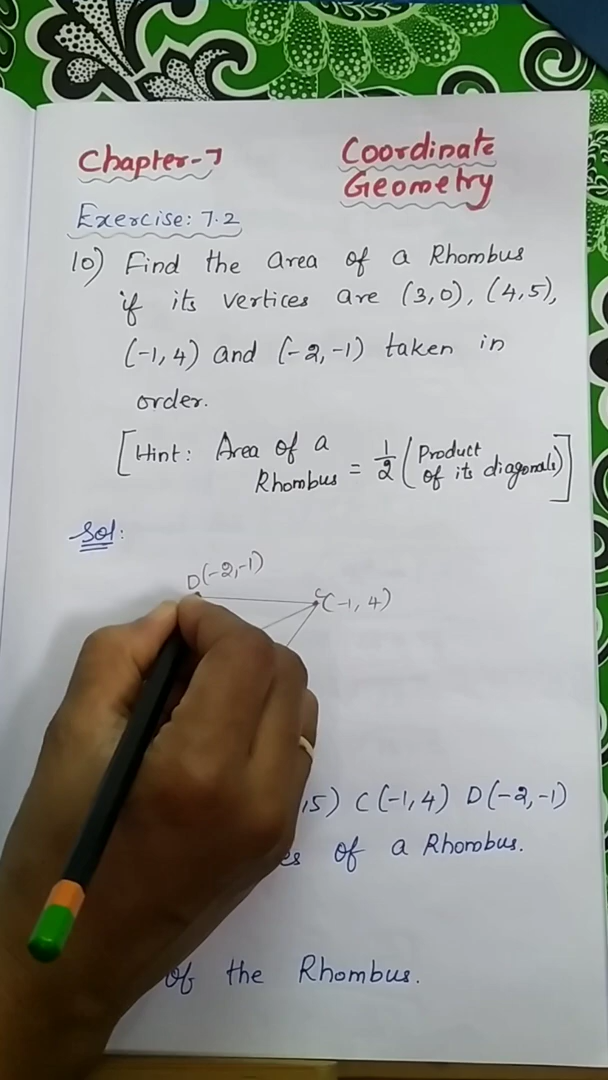 Chapter-7 Coordinate
Geometry
Exercise: 7.2
10) Find the area of a Rhombus
if its vertices are (3,0), (4,5),
(-1,4) and (-2,-1) taken in
order.
[Hint: Area of a Rhombus = 1/2 (Product of its diagonals)]
Sol:
D(-2,-1)
C(-1,4)
,5) C(-1,4) D(-2,-1)
es of a Rhombus.
of the Rhombus.